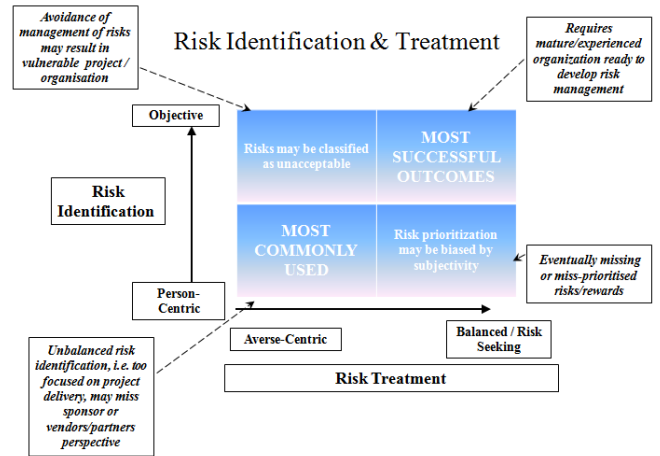 Avoidance of
management of risks
may result in
vulnerable project /
organisation
Risk Identification & Treatment
Requires
mature/experienced
organization ready to
develop risk
management
Objective
Risks may be classified
as unacceptable
MOST
SUCCESSFUL
OUTCOMES
Risk
Identification
MOST
COMMONLY
USED
Risk prioritization
may be biased by
subjectivity
Eventually missing
or miss-prioritised
risks/rewards
Person-
Centric
Averse-Centric
Balanced / Risk
Seeking
Risk Treatment
Unbalanced risk
identification, i.e. too
focused on project
delivery, may miss
sponsor or
vendors/partners
perspective